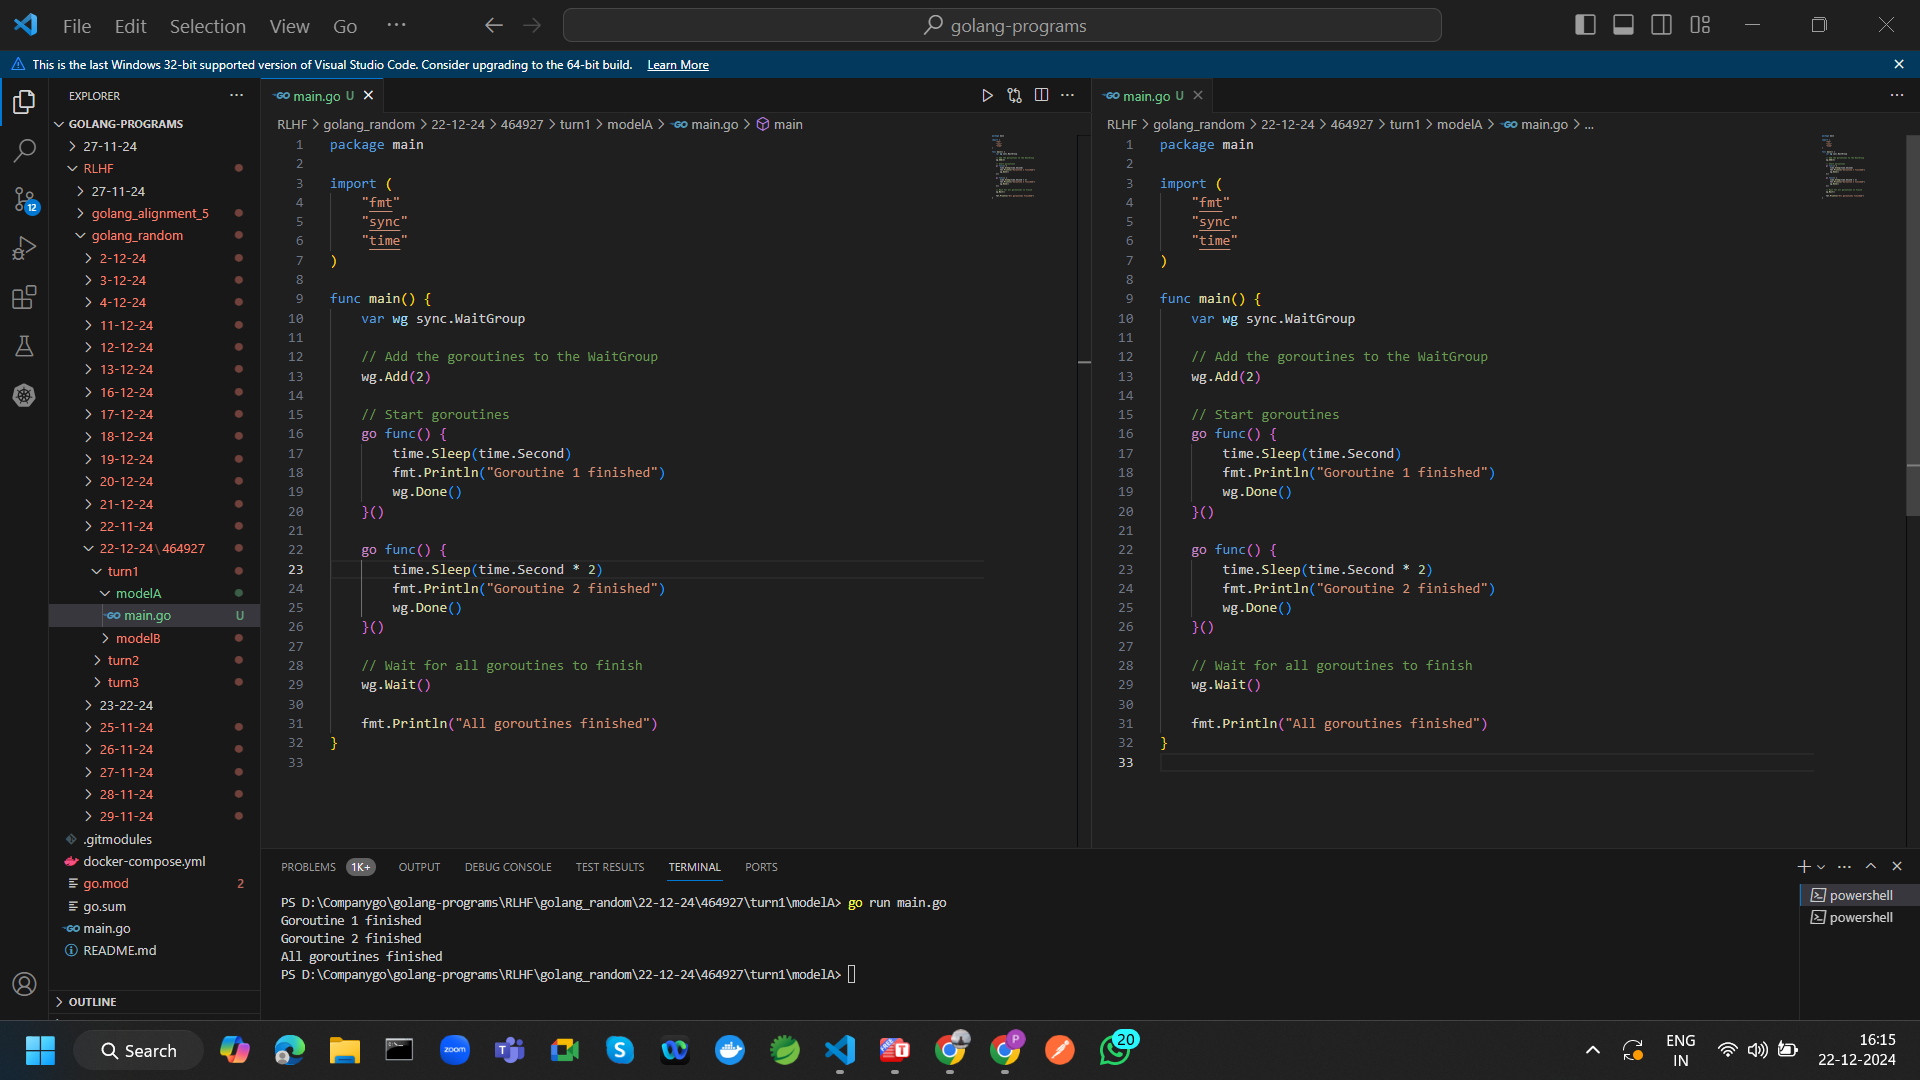 File Edit Selection View Go ···
golang-programs
This is the last Windows 32-bit supported version of Visual Studio Code. Consider upgrading to the 64-bit build. Learn More
EXPLORER
GOLANG-PROGRAMS
27-11-24
RLHF
27-11-24
golang_alignment_5
golang_random
2-12-24
3-12-24
4-12-24
11-12-24
12-12-24
13-12-24
16-12-24
17-12-24
18-12-24
19-12-24
20-12-24
21-12-24
22-11-24
22-12-24\464927
turn1
modelA
main.go U
modelB
turn2
turn3
23-22-24
25-11-24
26-11-24
27-11-24
28-11-24
29-11-24
.gitmodules
docker-compose.yml
go.mod 2
go.sum
main.go
README.md
OUTLINE
12
main.go U
RLHF > golang_random > 22-12-24 > 464927 > turn1 > modelA > main.go > main
1 package main
2
3 import (
4 "fmt"
5 "sync"
6 "time"
7 )
8
9 func main() {
10 var wg sync.WaitGroup
11
12 // Add the goroutines to the WaitGroup
13 wg.Add(2)
14
15 // Start goroutines
16 go func() {
17 time.Sleep(time.Second)
18 fmt.Println("Goroutine 1 finished")
19 wg.Done()
20 }()
21
22 go func() {
23 time.Sleep(time.Second * 2)
24 fmt.Println("Goroutine 2 finished")
25 wg.Done()
26 }()
27
28 // Wait for all goroutines to finish
29 wg.Wait()
30
31 fmt.Println("All goroutines finished")
32 }
33
main.go U
RLHF > golang_random > 22-12-24 > 464927 > turn1 > modelA > main.go > ...
1 package main
2
3 import (
4 "fmt"
5 "sync"
6 "time"
7 )
8
9 func main() {
10 var wg sync.WaitGroup
11
12 // Add the goroutines to the WaitGroup
13 wg.Add(2)
14
15 // Start goroutines
16 go func() {
17 time.Sleep(time.Second)
18 fmt.Println("Goroutine 1 finished")
19 wg.Done()
20 }()
21
22 go func() {
23 time.Sleep(time.Second * 2)
24 fmt.Println("Goroutine 2 finished")
25 wg.Done()
26 }()
27
28 // Wait for all goroutines to finish
29 wg.Wait()
30
31 fmt.Println("All goroutines finished")
32 }
33
PROBLEMS 1K+ OUTPUT DEBUG CONSOLE TEST RESULTS TERMINAL PORTS
PS D:\Companygo\golang-programs\RLHF\golang_random\22-12-24\464927\turn1\modelA> go run main.go
Goroutine 1 finished
Goroutine 2 finished
All goroutines finished
PS D:\Companygo\golang-programs\RLHF\golang_random\22-12-24\464927\turn1\modelA>
powershell
powershell
Search
zoom
20
ENG
IN
16:15
22-12-2024